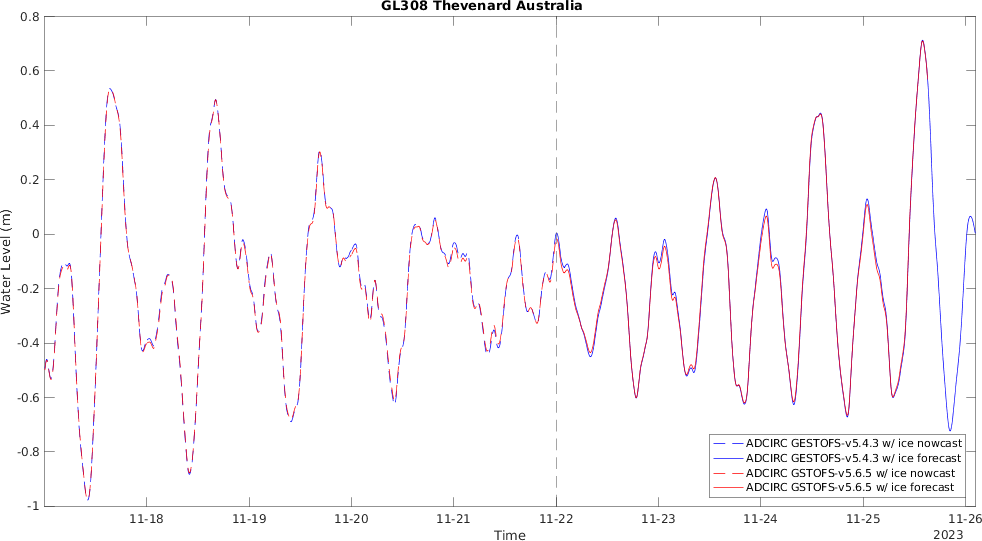 GL308 Thevenard Australia
0.8
0.6
0.4
0.2
0
-0.2
-0.4
-0.6
-0.8
-1
Water Level (m)
ADCIRC GESTOFS-v5.4.3 w/ ice nowcast
ADCIRC GESTOFS-v5.4.3 w/ ice forecast
ADCIRC GSTOFS-v5.6.5 w/ ice nowcast
ADCIRC GSTOFS-v5.6.5 w/ ice forecast
11-18 11-19 11-20 11-21 11-22 11-23 11-24 11-25 11-26
Time
2023